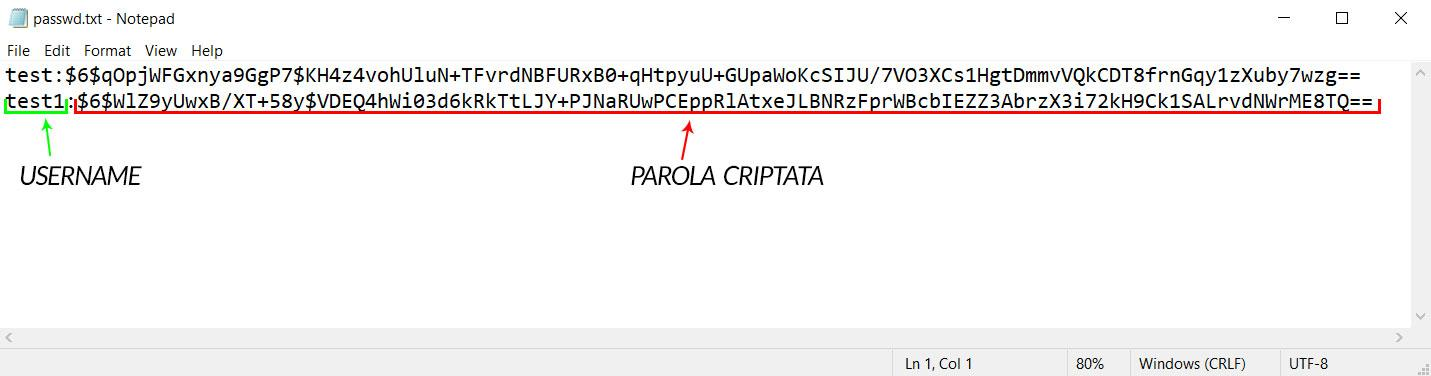 passwd.txt - Notepad
File Edit Format View Help
test:$6$qOpjWFGxnya9GgP7$KH4z4vohUluN+TFvrdNBFURxB0+qHtpyuU+GUpaWoKcSIJU/7VO3XCs1HgtDmmvVQkCDT8frnGqy1zXuby7wzg==
test1:$6$WlZ9yUwxB/XT+58y$VDEQ4hWi03d6kRkTtLJY+PJNaRUwPCEppRlAtxeJLBNRzFprWBcbIEZZ3AbrzX3i72kH9Ck1SALrvdNWrME8TQ==
USERNAME PAROLA CRIPTATA
Ln 1, Col 1 80% Windows (CRLF) UTF-8